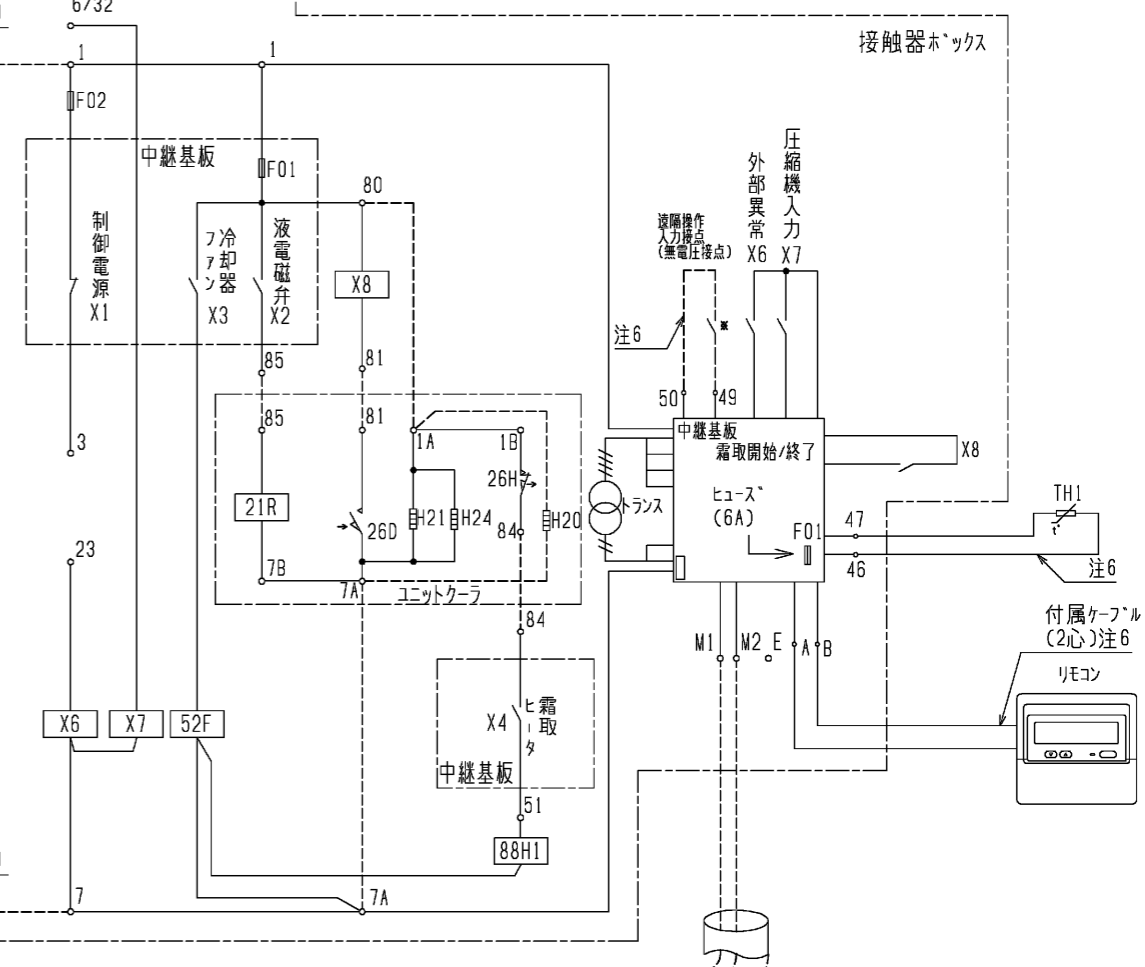 6732
接触器ボックス
1
1
F02
中継基板
F01
80
制御電源
X1
冷却器
ファン
X3
液電磁弁
X2
X8
遠隔操作
入力接点
(無電圧接点)
外部異常
X6
圧縮機入力
X7
注6
※
50
49
85
81
85
81
1A
1B
26H
中継基板
霜取開始/終了
X8
3
21R
26D
H21
H24
84
H20
トランス
ヒューズ
(6A)
F01
47
46
TH1
t°
注6
23
7B
7A
ユニットクーラ
84
M1
M2
E
A
B
付属ケーブル
(2心)注6
リモコン
X6
X7
52F
X4
霜取
ヒータ
中継基板
51
88H1
7
7A